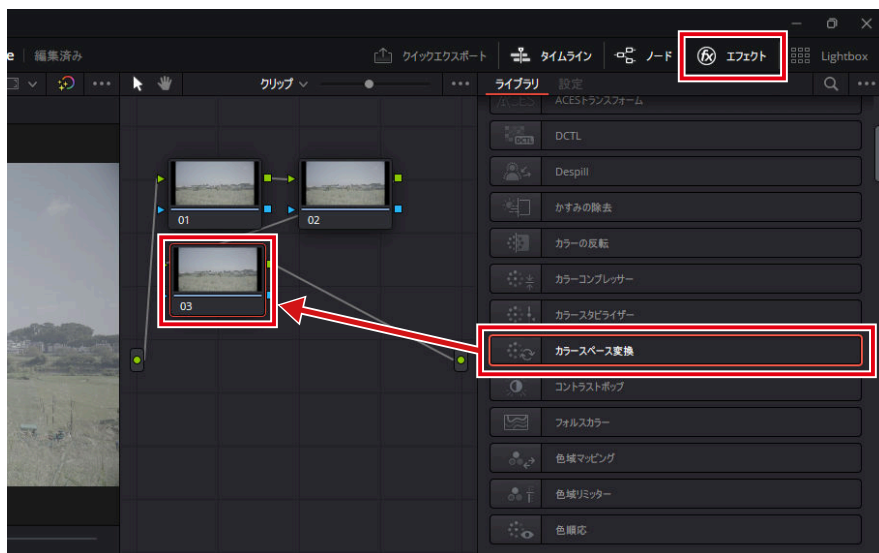 e 編集済み
クイックエクスポート タイムライン ノード エフェクト Lightbox
クリップ ライブラリ 設定
ACESトランスフォーム
DCTL
Despill
かすみの除去
カラーの反転
カラーコンプレッサー
カラースタビライザー
カラースペース変換
コントラストポップ
フォルスカラー
色域マッピング
色域リミッター
色順応
01
02
03